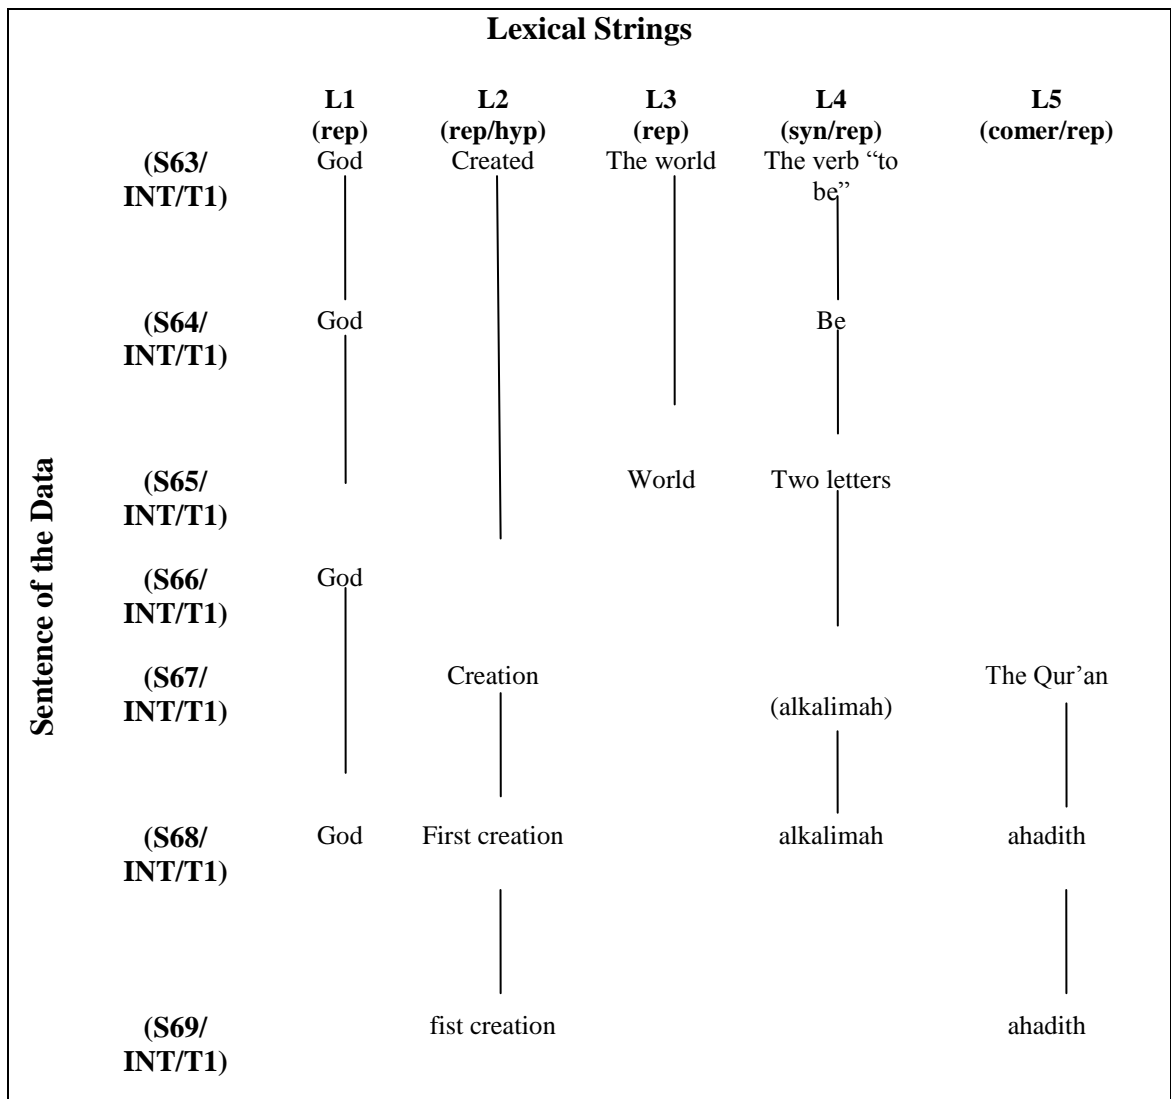 Lexical Strings
L1 L2 L3 L4 L5
(rep) (rep/hyp) (rep) (syn/rep) (comer/rep)
(S63/ God Created The world The verb “to
INT/T1) be”
(S64/ God Be
INT/T1)
Sentence of the Data
(S65/ World Two letters
INT/T1)
(S66/ God
INT/T1)
(S67/ Creation The Qur’an
INT/T1) (alkalimah)
(S68/ God First creation alkalimah ahadith
INT/T1)
(S69/ fist creation ahadith
INT/T1)